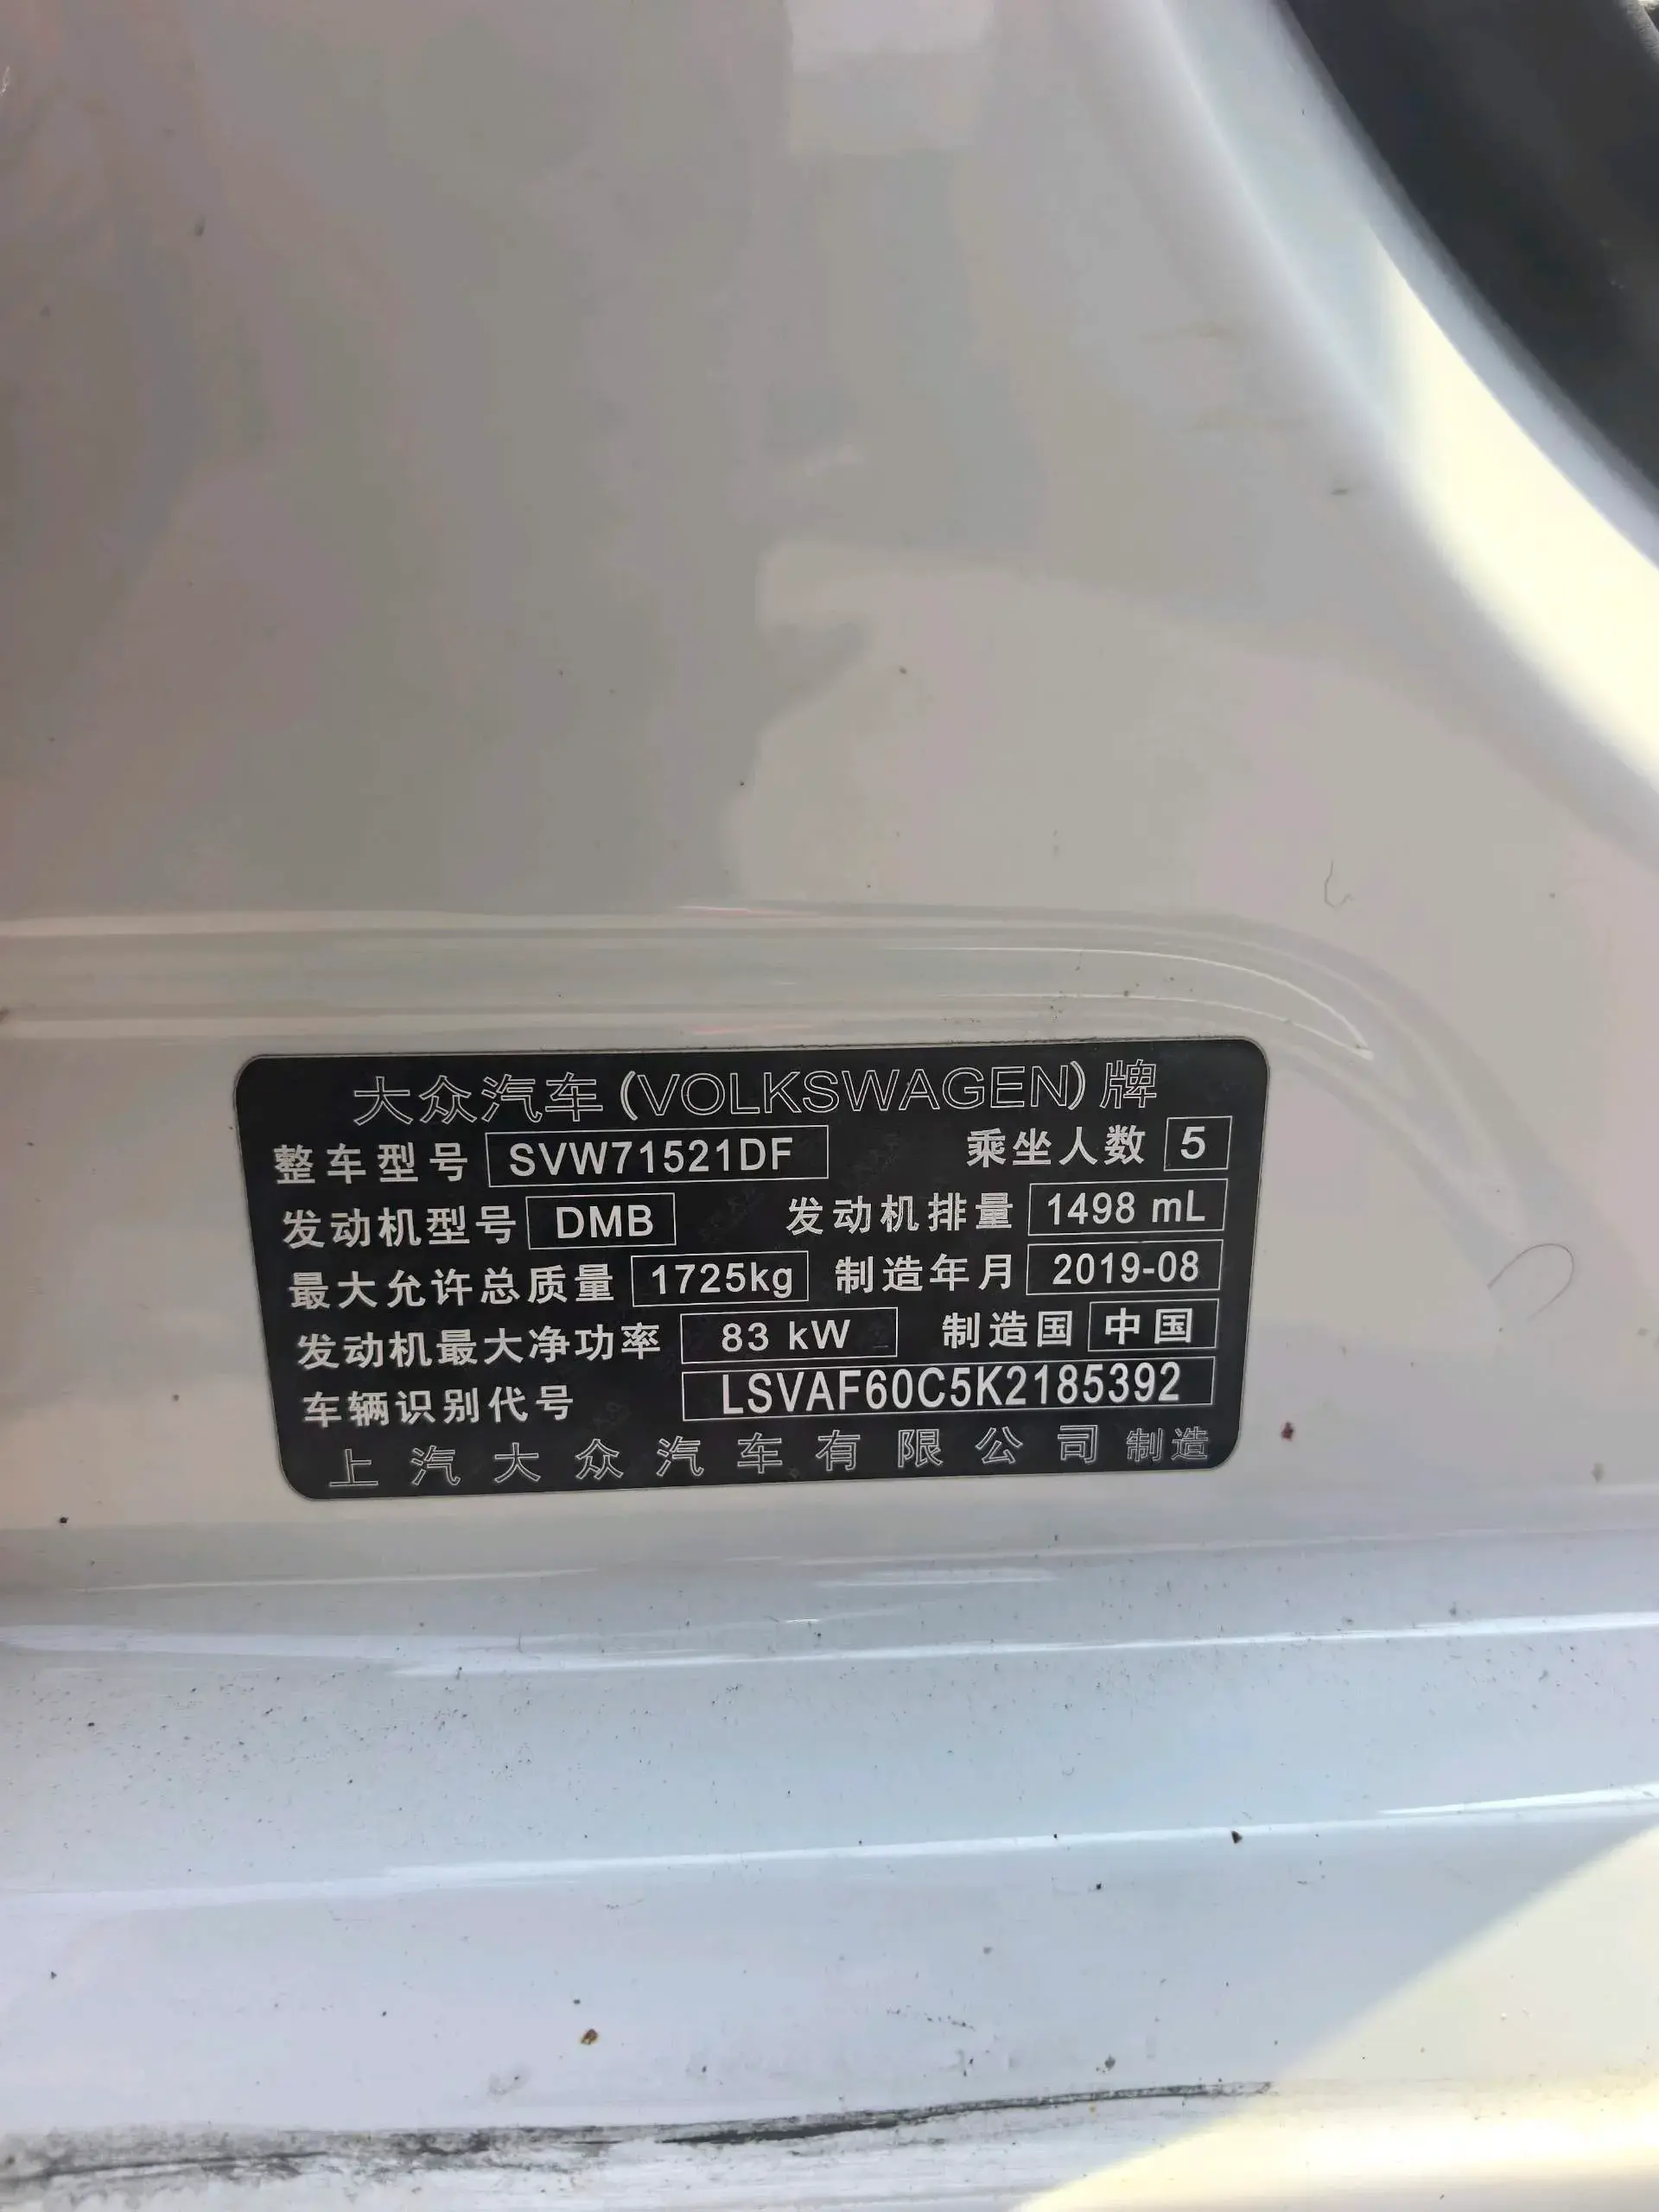 大众汽车(VOLKSWAGEN)牌
整车型号 SVW71521DF 乘坐人数 5
发动机型号 DMB 发动机排量 1498 mL
最大允许总质量 1725kg 制造年月 2019-08
发动机最大净功率 83 kW 制造国 中国
车辆识别代号 LSVAF60C5K2185392
上汽大众汽车有限公司 制造